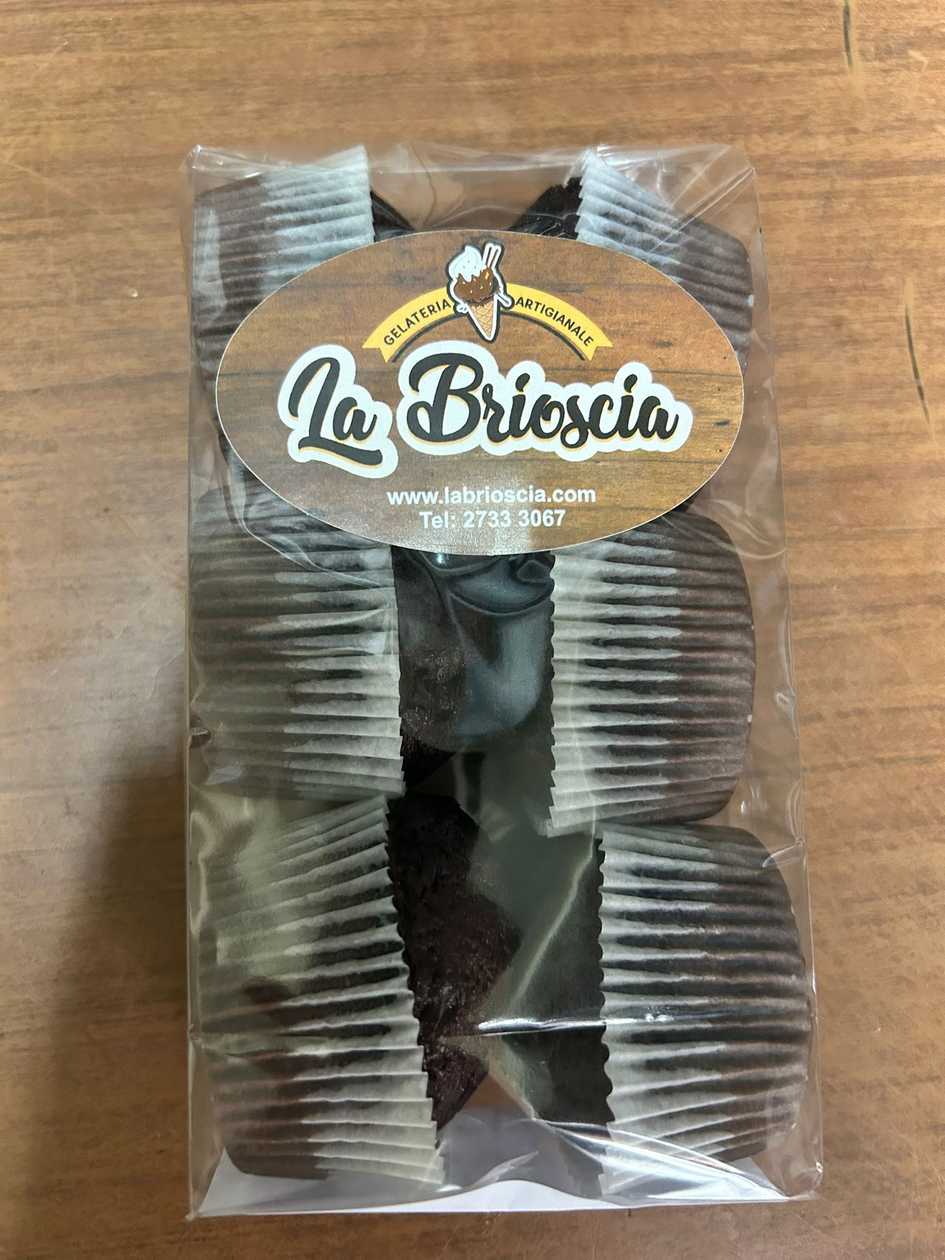 GELATERIA ARTIGIANALE
La Brioscia
www.labrioscia.com
Tel: 2733 3067